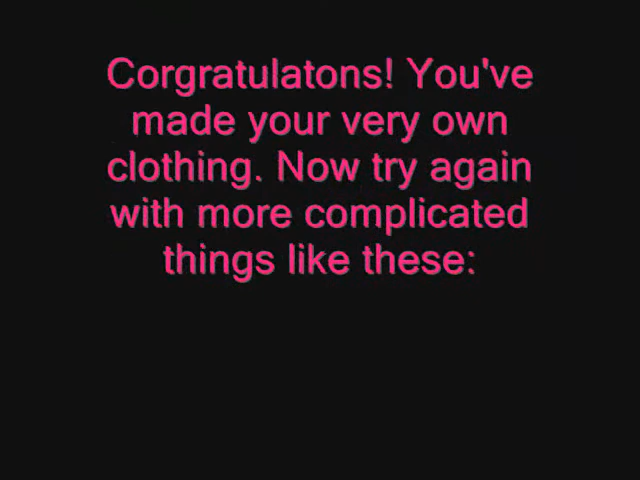 Corgratulatons! You've
made your very own
clothing. Now try again
with more complicated
things like these: